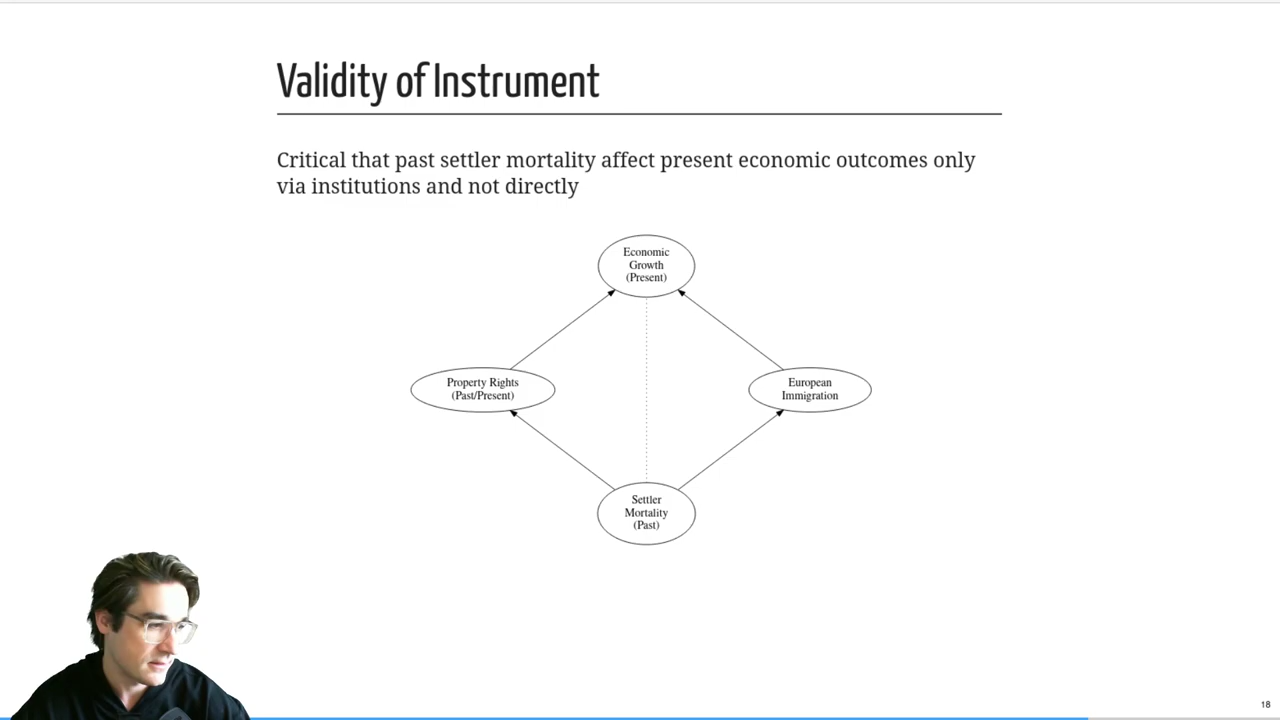 Validity of Instrument
Critical that past settler mortality affect present economic outcomes only
via institutions and not directly
Economic
Growth
(Present)
Property Rights
(Past/Present)
European
Immigration
Settler
Mortality
(Past)
18